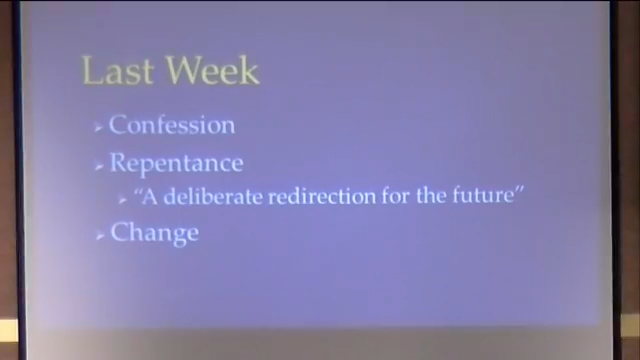 Last Week
Confession
Repentance
"A deliberate redirection for the future"
Change